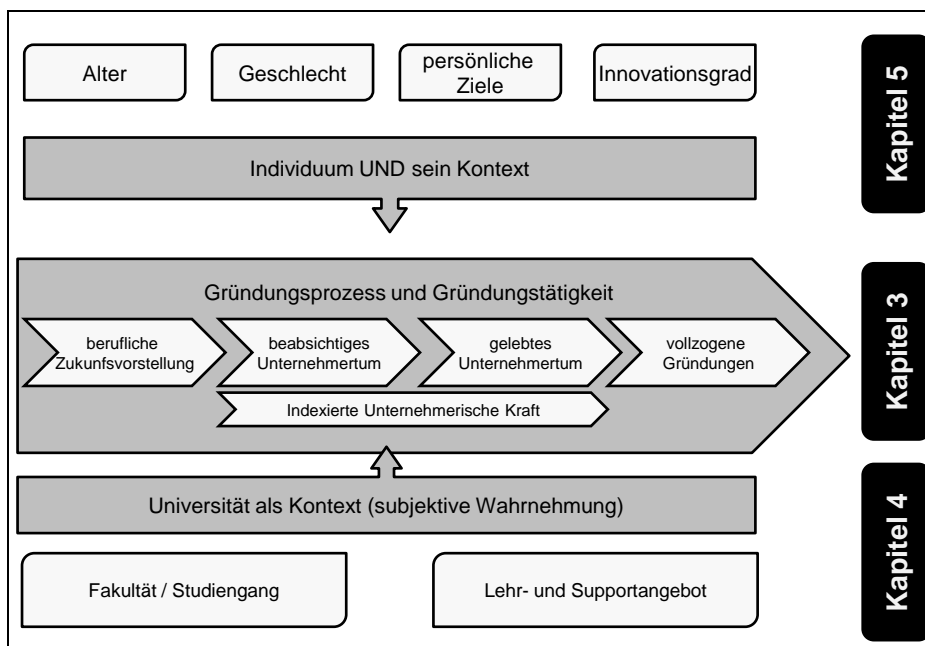 Alter
Geschlecht
persönliche
Ziele
Innovationsgrad
Kapitel 5
Individuum UND sein Kontext
Gründungsprozess und Gründungstätigkeit
berufliche
Zukunfsvorstellung
beabsichtiges
Unternehmertum
gelebtes
Unternehmertum
vollzogene
Gründungen
Indexierte Unternehmerische Kraft
Kapitel 3
Universität als Kontext (subjektive Wahrnehmung)
Fakultät / Studiengang
Lehr- und Supportangebot
Kapitel 4